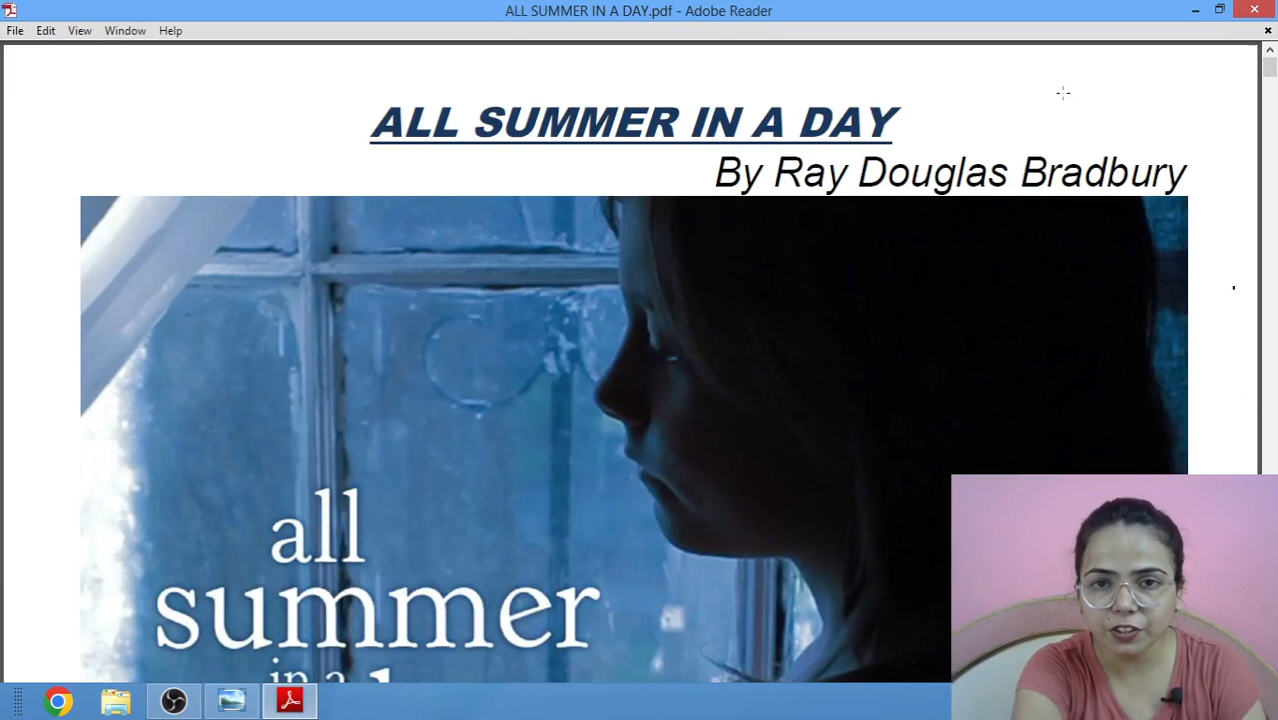 ALL SUMMER IN A DAY.pdf - Adobe Reader
File Edit View Window Help
ALL SUMMER IN A DAY
By Ray Douglas Bradbury
all
summer
in a